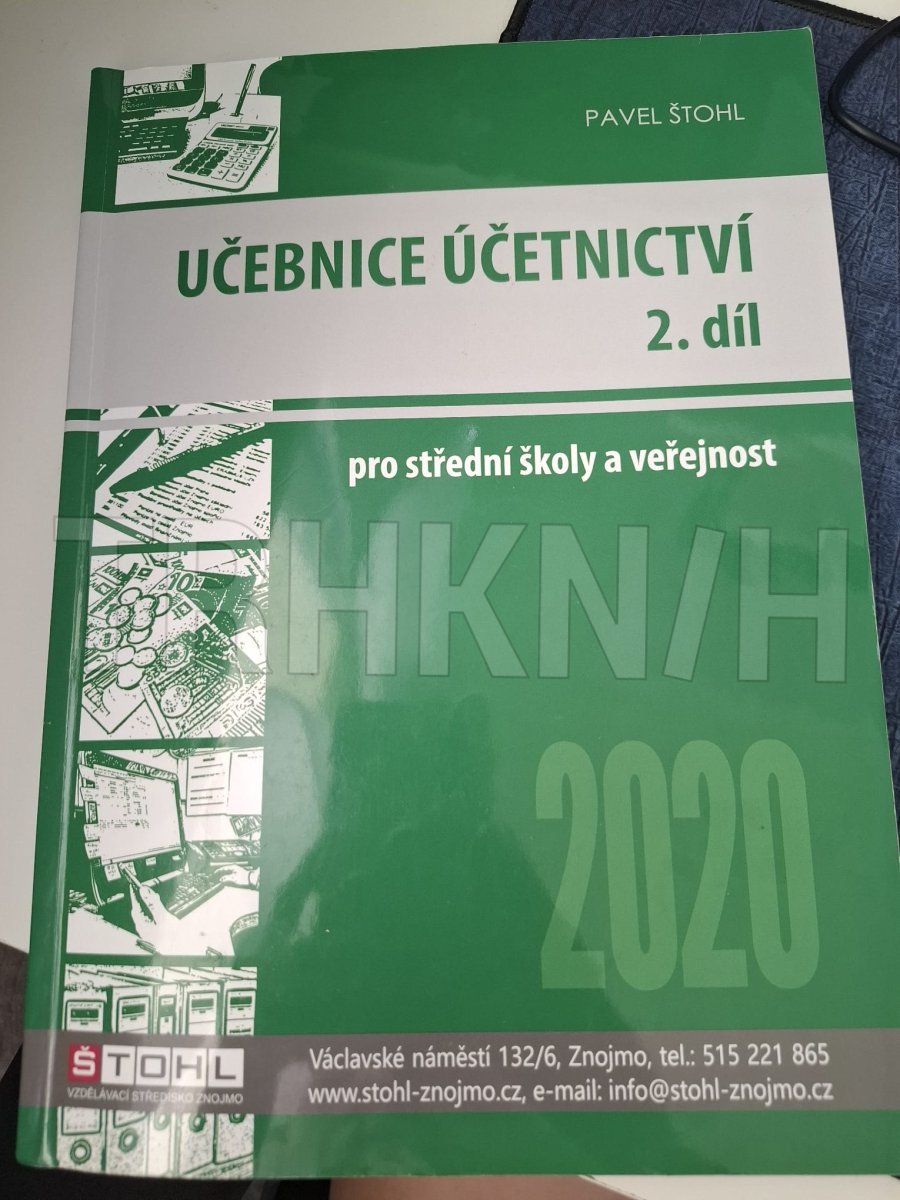 PAVEL ŠTOHL
UČEBNICE ÚČETNICTVÍ
2. díl
pro střední školy a veřejnost
TRHKN/H
2020
ŠTOHL
VZDĚLÁVACÍ STŘEDISKO ZNOJMO
Václavské náměstí 132/6, Znojmo, tel.: 515 221 865
www.stohl-znojmo.cz, e-mail: info@stohl-znojmo.cz